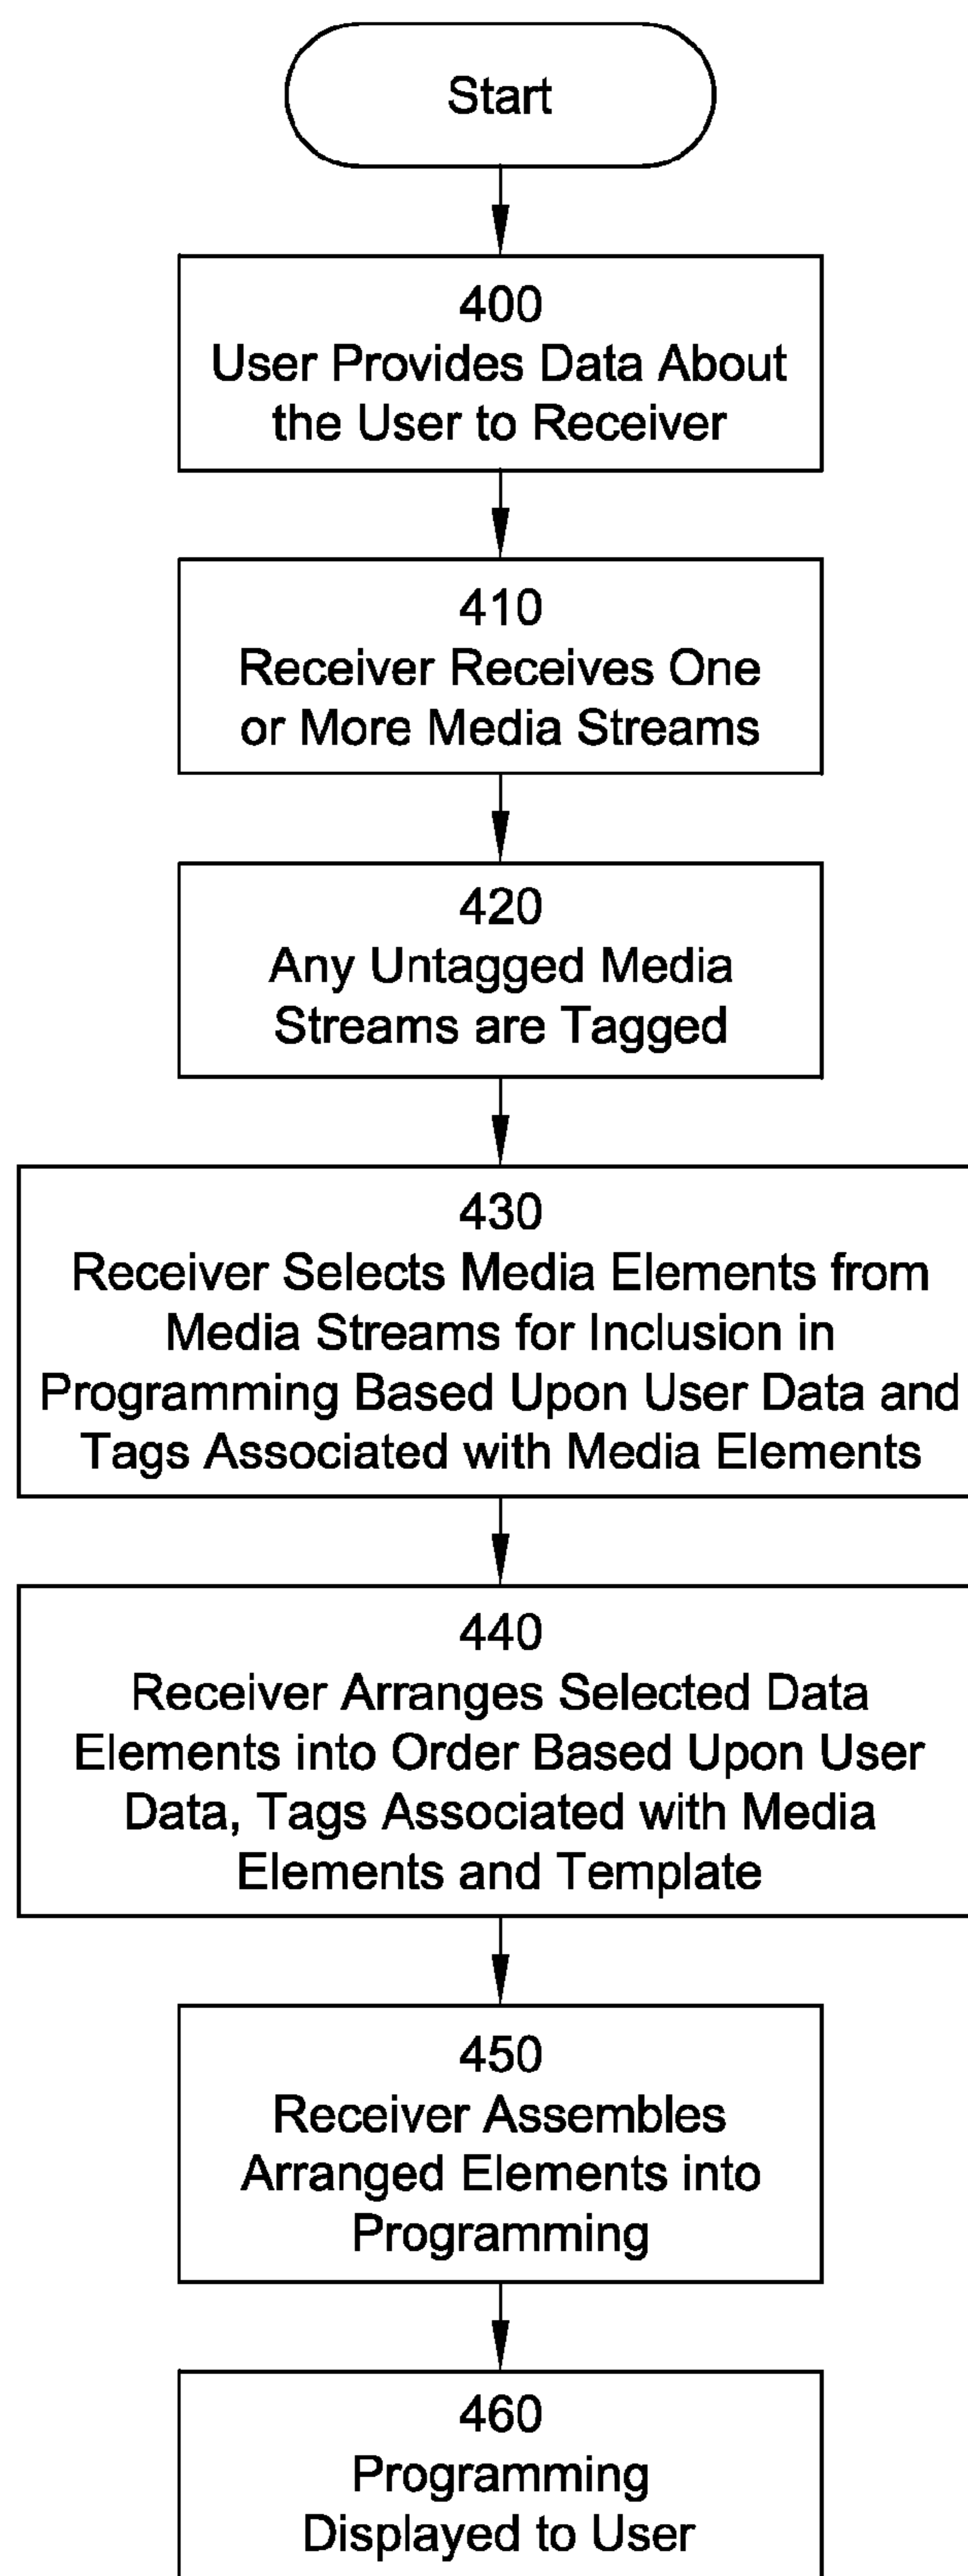 Start
400
User Provides Data About
the User to Receiver
410
Receiver Receives One
or More Media Streams
420
Any Untagged Media
Streams are Tagged
430
Receiver Selects Media Elements from
Media Streams for Inclusion in
Programming Based Upon User Data and
Tags Associated with Media Elements
440
Receiver Arranges Selected Data
Elements into Order Based Upon User
Data, Tags Associated with Media
Elements and Template
450
Receiver Assembles
Arranged Elements into
Programming
460
Programming
Displayed to User